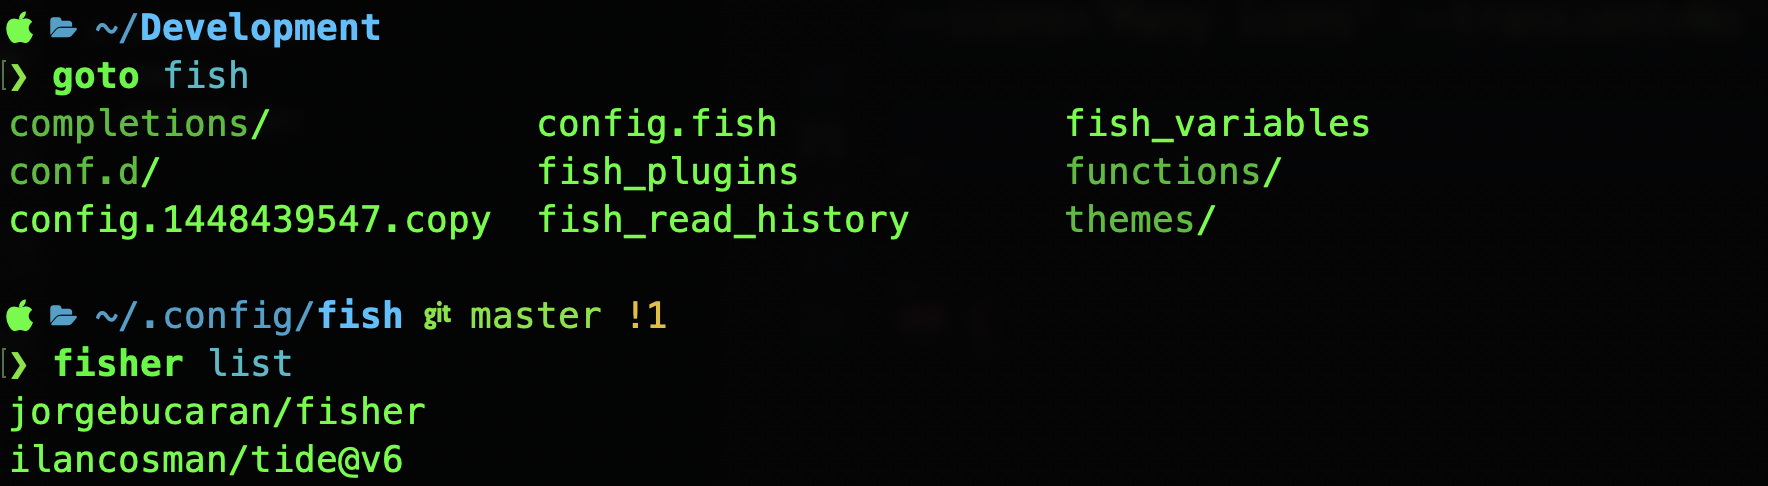 ~/Development
❯ goto fish
completions/ config.fish fish_variables
conf.d/ fish_plugins functions/
config.1448439547.copy fish_read_history themes/
~/.config/fish git master !1
❯ fisher list
jorgebucaran/fisher
ilancosman/tide@v6